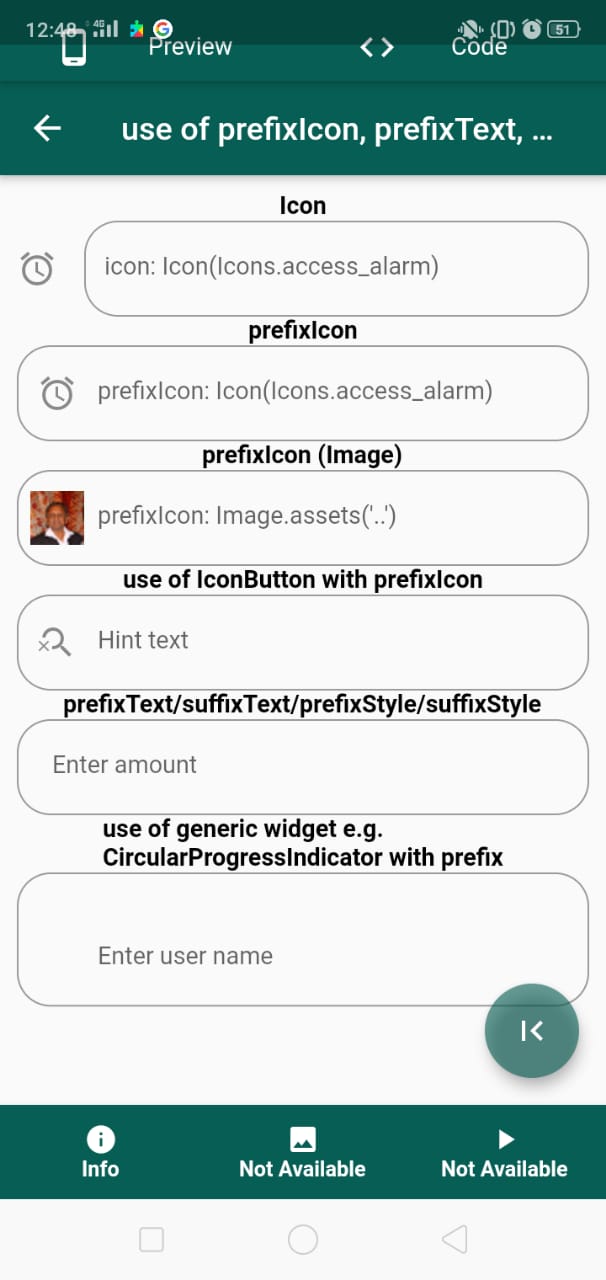 12:48 4G 51
Preview <> Code
use of prefixIcon, prefixText, ...
Icon
icon: Icon(Icons.access_alarm)
prefixIcon
prefixIcon: Icon(Icons.access_alarm)
prefixIcon (Image)
prefixIcon: Image.assets('..')
use of IconButton with prefixIcon
Hint text
prefixText/suffixText/prefixStyle/suffixStyle
Enter amount
use of generic widget e.g.
CircularProgressIndicator with prefix
Enter user name
Info Not Available Not Available